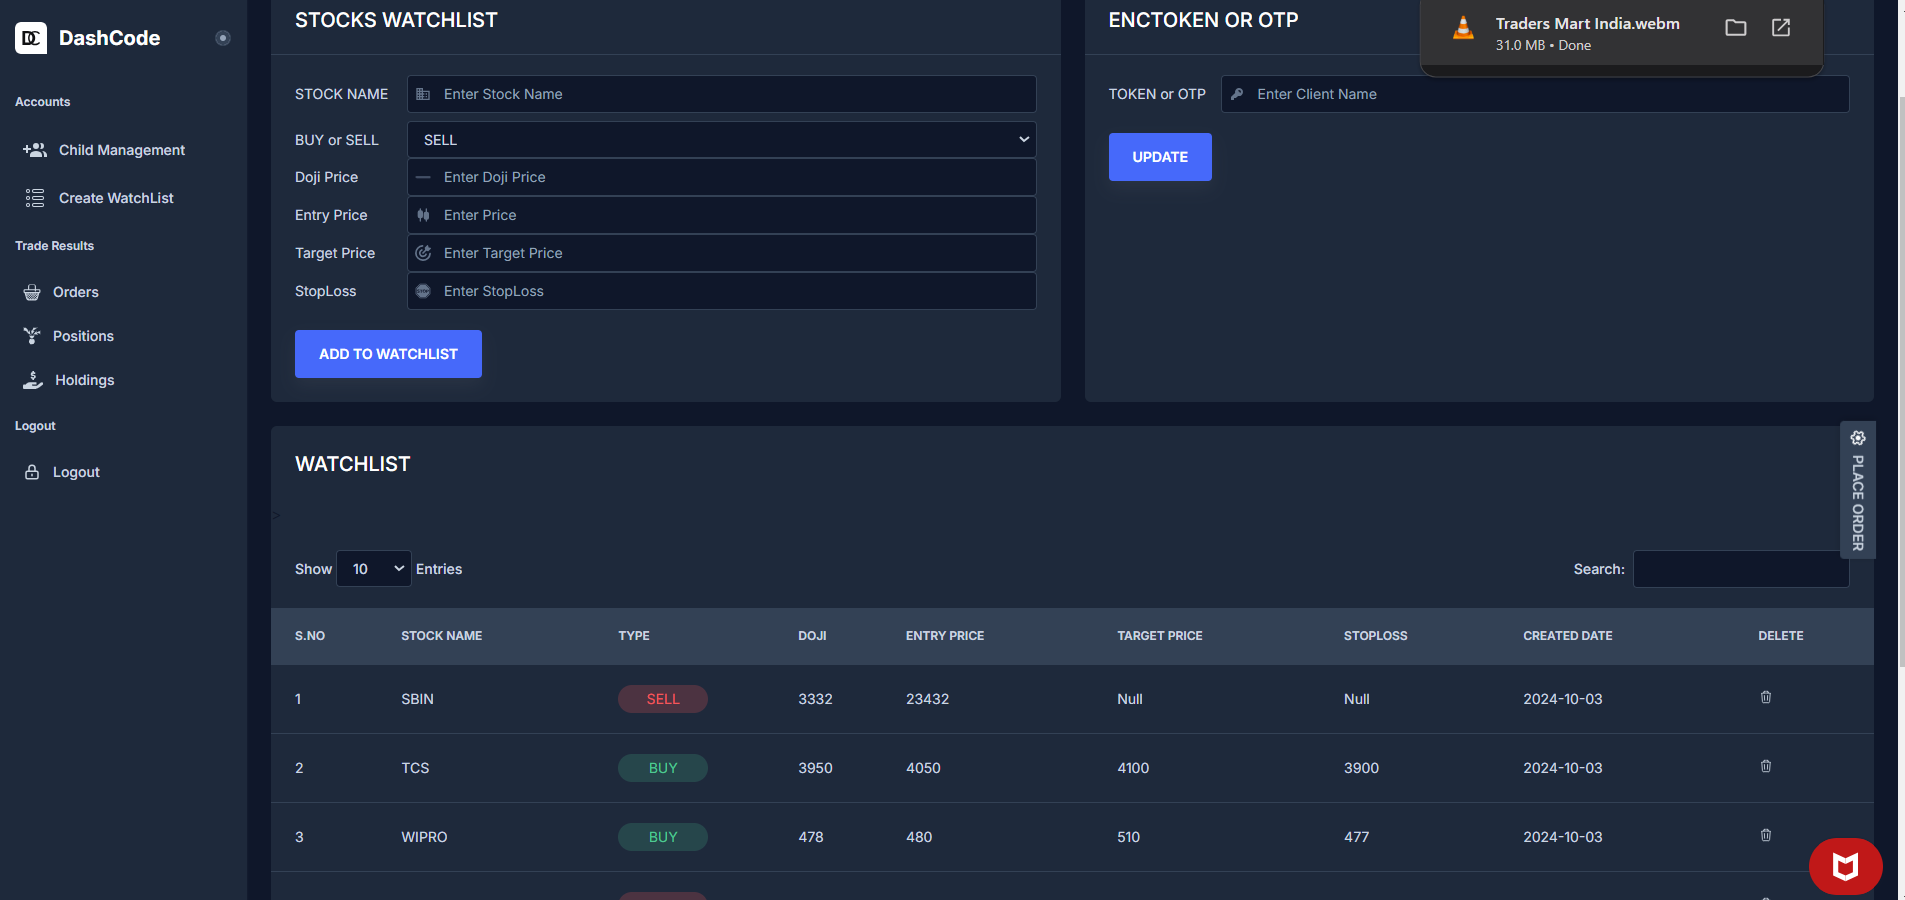 DC DashCode
Accounts
Child Management
Create WatchList
Trade Results
Orders
Positions
Holdings
Logout
Logout
STOCKS WATCHLIST
STOCK NAME Enter Stock Name
BUY or SELL SELL
Doji Price Enter Doji Price
Entry Price Enter Price
Target Price Enter Target Price
StopLoss Enter StopLoss
ADD TO WATCHLIST
ENCTOKEN OR OTP
TOKEN or OTP Enter Client Name
UPDATE
Traders Mart India.webm
31.0 MB • Done
PLACE ORDER
WATCHLIST
>
Show 10 Entries
Search:
S.NO STOCK NAME TYPE DOJI ENTRY PRICE TARGET PRICE STOPLOSS CREATED DATE DELETE
1 SBIN SELL 3332 23432 Null Null 2024-10-03
2 TCS BUY 3950 4050 4100 3900 2024-10-03
3 WIPRO BUY 478 480 510 477 2024-10-03